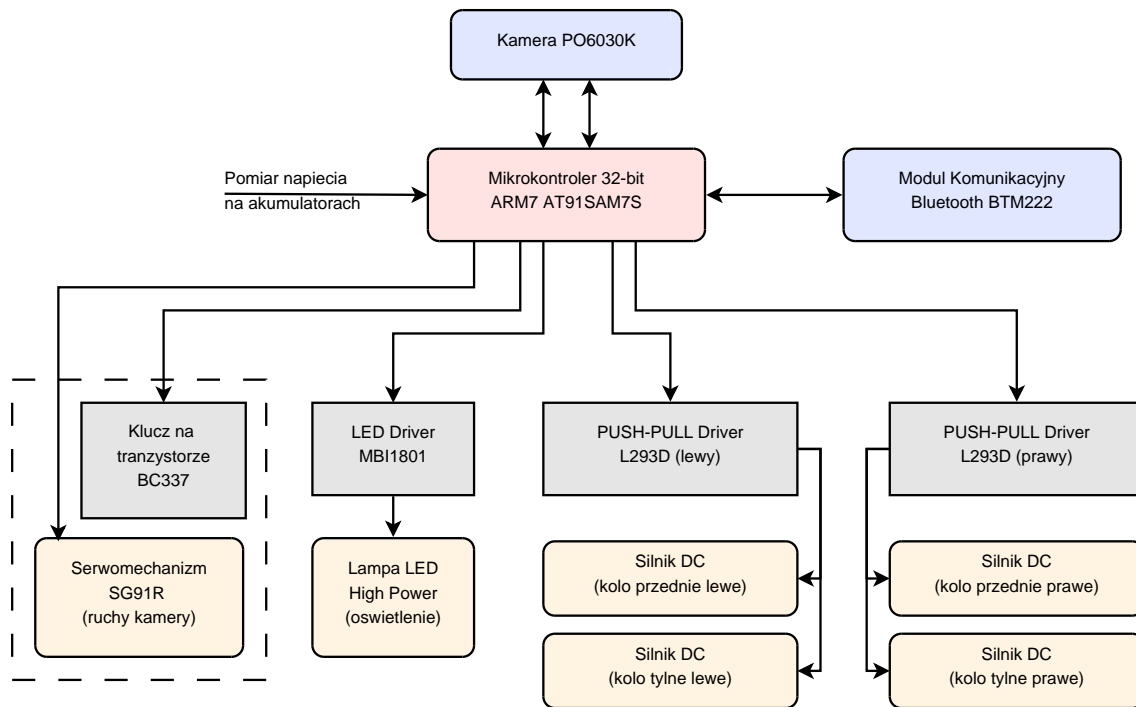 Kamera PO6030K
Pomiar napiecia
na akumulatorach
Mikrokontroler 32-bit
ARM7 AT91SAM7S
Modul Komunikacyjny
Bluetooth BTM222
Klucz na
tranzystorze
BC337
LED Driver
MBI1801
PUSH-PULL Driver
L293D (lewy)
PUSH-PULL Driver
L293D (prawy)
Serwomechanizm
SG91R
(ruchy kamery)
Lampa LED
High Power
(oswietlenie)
Silnik DC
(kolo przednie lewe)
Silnik DC
(kolo przednie prawe)
Silnik DC
(kolo tylne lewe)
Silnik DC
(kolo tylne prawe)